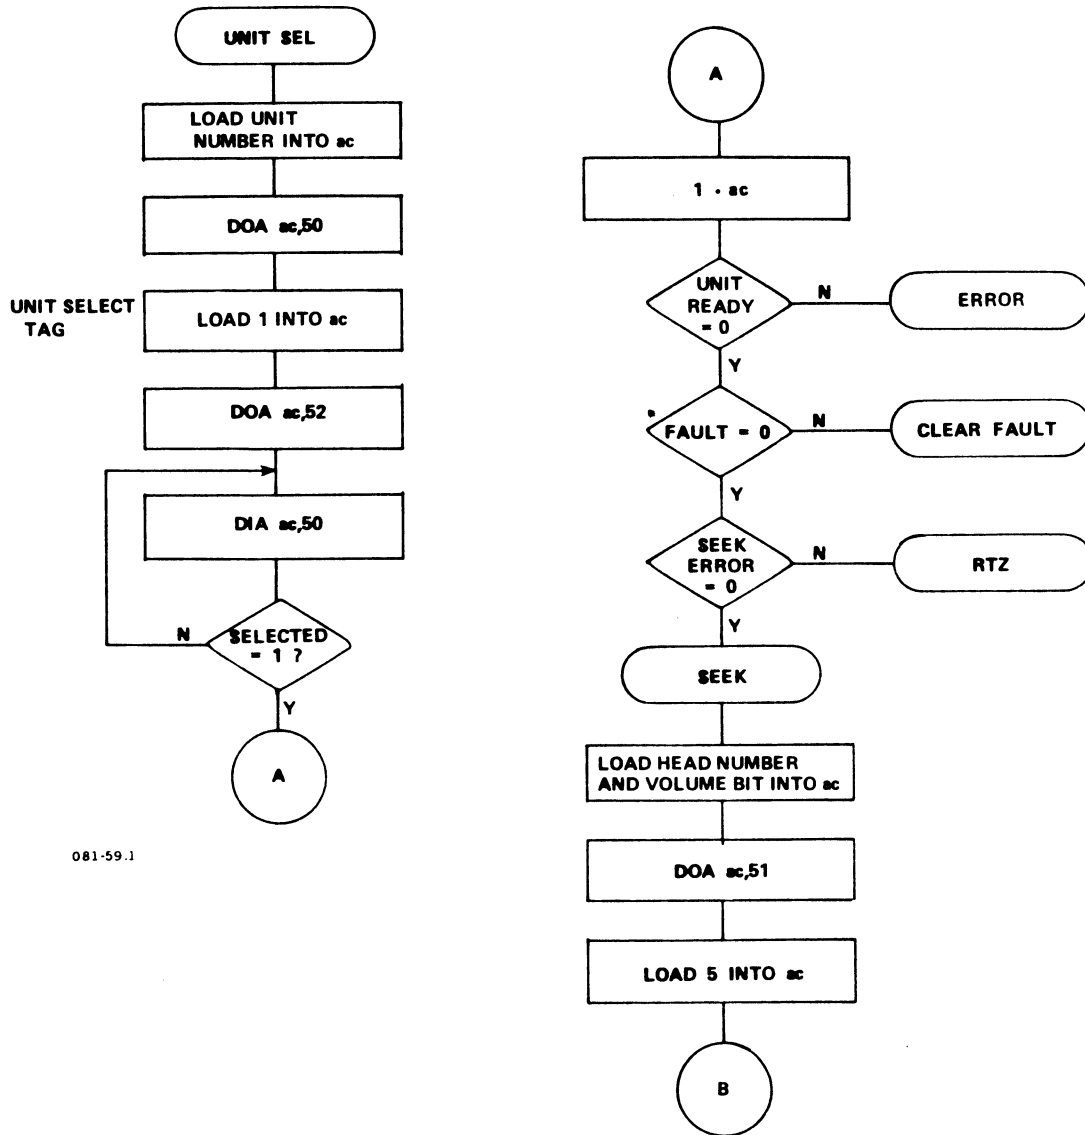 UNIT SEL
LOAD UNIT
NUMBER INTO ac
DOA ac,50
UNIT SELECT
TAG
LOAD 1 INTO ac
DOA ac,52
DIA ac,50
SELECTED
= 1 ?
N
Y
A
081-59.1
A
1 - ac
UNIT
READY
= 0
N
ERROR
Y
* FAULT = 0
N
CLEAR FAULT
Y
SEEK
ERROR
= 0
N
RTZ
Y
SEEK
LOAD HEAD NUMBER
AND VOLUME BIT INTO ac
DOA ac,51
LOAD 5 INTO ac
B